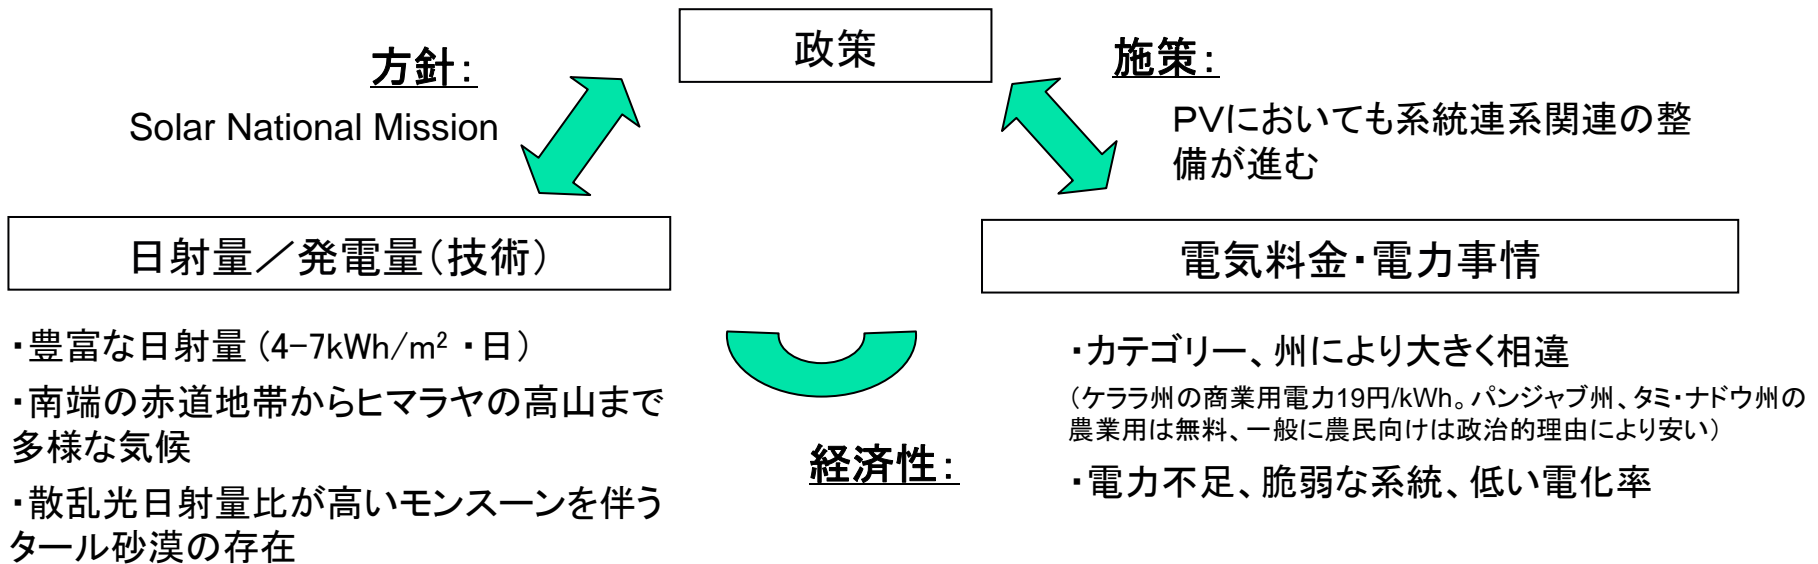 政策
方針：
Solar National Mission
施策：
PVにおいても系統連系関連の整
備が進む
日射量／発電量（技術）
電気料金・電力事情
・豊富な日射量（4-7kWh/m²・日）
・南端の赤道地帯からヒマラヤの高山まで
多様な気候
・散乱光日射量比が高いモンスーンを伴う
タール砂漠の存在
経済性：
・カテゴリー、州により大きく相違
（ケララ州の商業用電力19円/kWh。パンジャブ州、タミ・ナドウ州の
農業用は無料、一般に農民向けは政治的理由により安い）
・電力不足、脆弱な系統、低い電化率